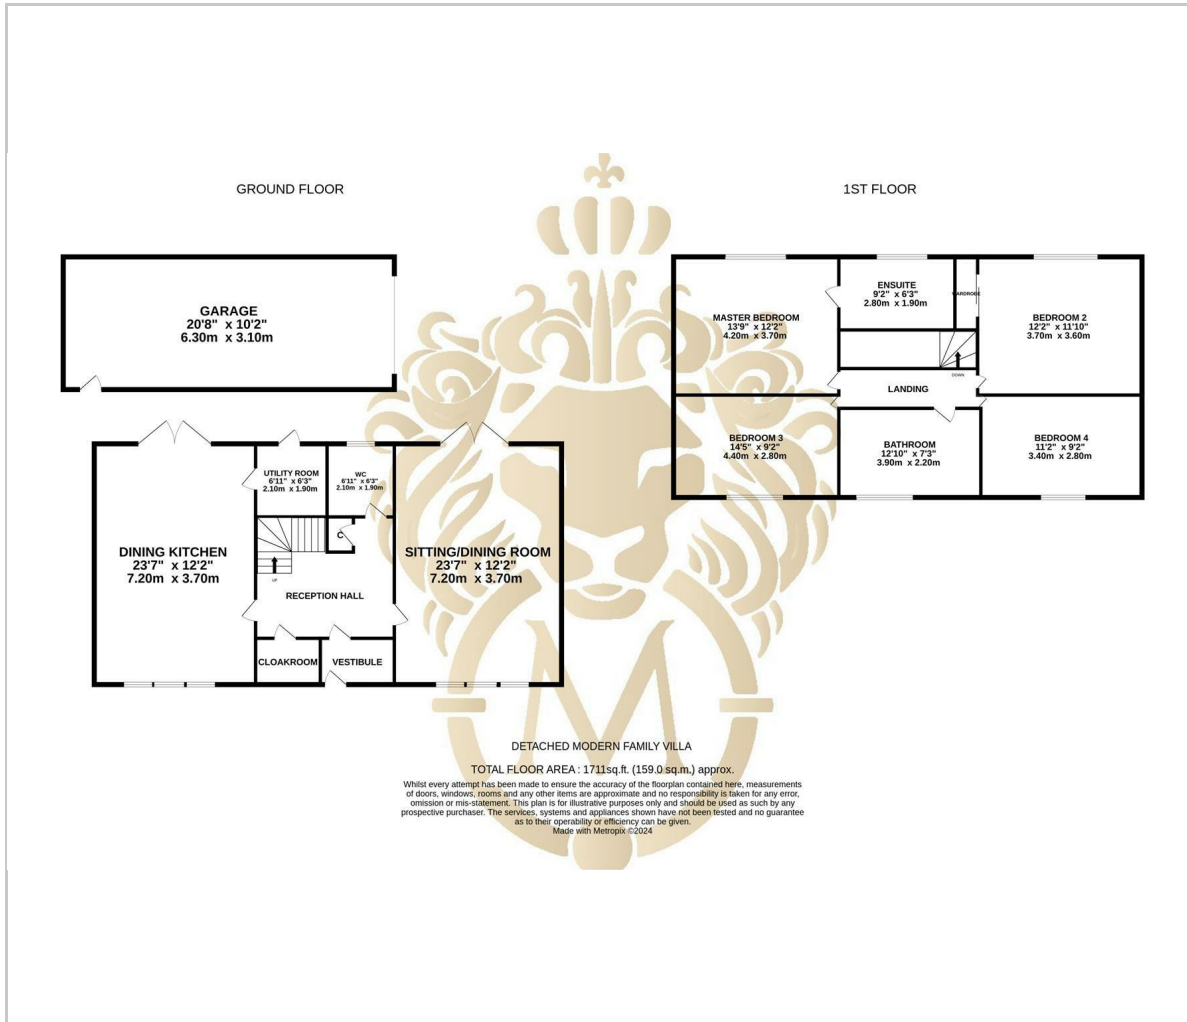 GROUND FLOOR
GARAGE
20'8" x 10'2"
6.30m x 3.10m
DINING KITCHEN
23'7" x 12'2"
7.20m x 3.70m
UTILITY ROOM
6'11" x 6'3"
2.10m x 1.90m
WC
6'11" x 6'3"
2.10m x 1.90m
C
UP
RECEPTION HALL
SITTING/DINING ROOM
23'7" x 12'2"
7.20m x 3.70m
CLOAKROOM
VESTIBULE
1ST FLOOR
MASTER BEDROOM
13'9" x 12'2"
4.20m x 3.70m
ENSUITE
9'2" x 6'3"
2.80m x 1.90m
WARDROBE
BEDROOM 2
12'2" x 11'10"
3.70m x 3.60m
DOWN
LANDING
BEDROOM 3
14'5" x 9'2"
4.40m x 2.80m
BATHROOM
12'10" x 7'3"
3.90m x 2.20m
BEDROOM 4
11'2" x 9'2"
3.40m x 2.80m
M
DETACHED MODERN FAMILY VILLA
TOTAL FLOOR AREA : 1711sq.ft. (159.0 sq.m.) approx.
Whilst every attempt has been made to ensure the accuracy of the floorplan contained here, measurements
of doors, windows, rooms and any other items are approximate and no responsibility is taken for any error,
omission or mis-statement. This plan is for illustrative purposes only and should be used as such by any
prospective purchaser. The services, systems and appliances shown have not been tested and no guarantee
as to their operability or efficiency can be given.
Made with Metropix ©2024